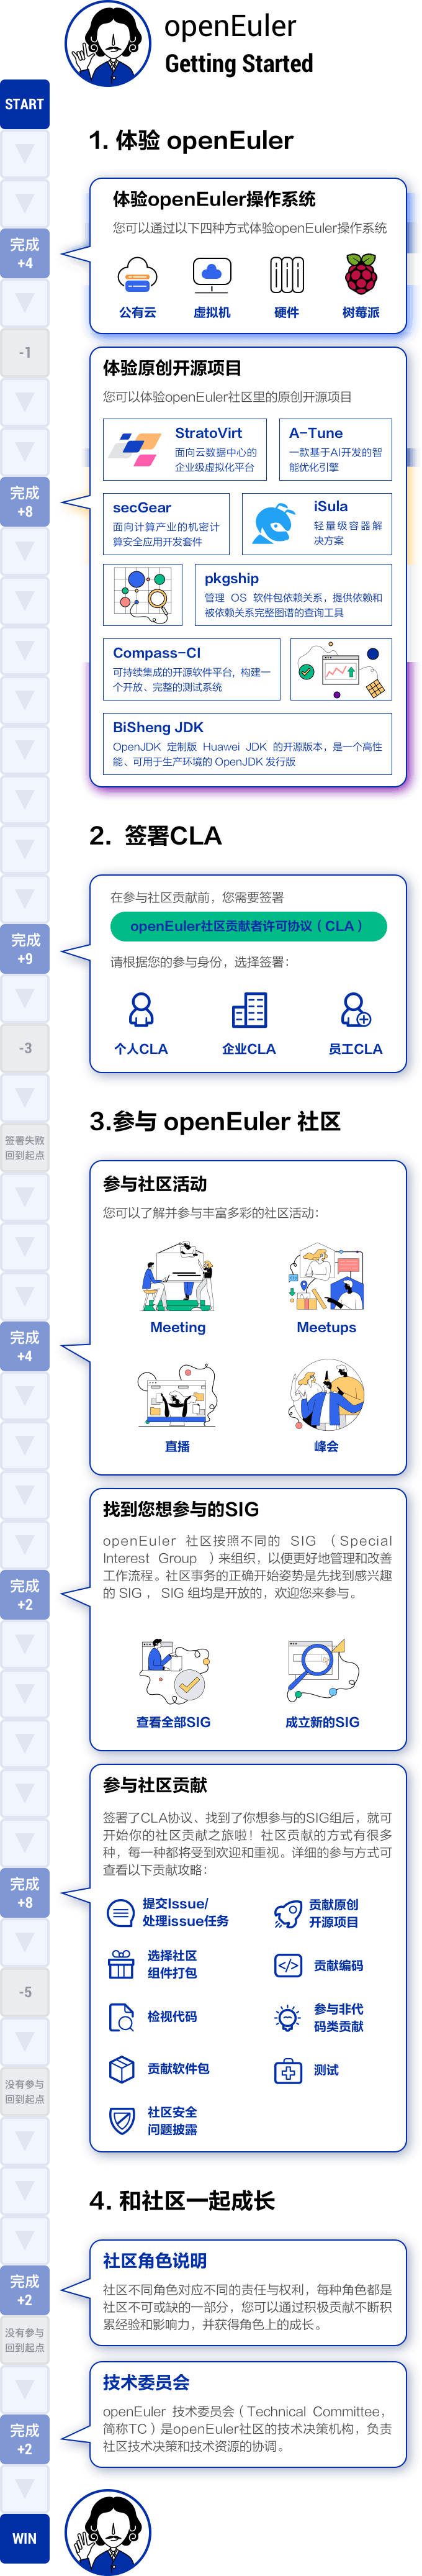 openEuler
Getting Started
START
1. 体验 openEuler
体验openEuler操作系统
您可以通过以下四种方式体验openEuler操作系统
完成
+4
公有云
虚拟机
硬件
树莓派
-1
体验原创开源项目
您可以体验openEuler社区里的原创开源项目
StratoVirt
面向云数据中心的
企业级虚拟化平台
A-Tune
一款基于AI开发的智
能优化引擎
完成
+8
secGear
面向计算产业的机密计
算安全应用开发套件
iSula
轻量级容器解
决方案
pkgship
管理 OS 软件包依赖关系，提供依赖和
被依赖关系完整图谱的查询工具
Compass-CI
可持续集成的开源软件平台, 构建一
个开放、完整的测试系统
BiSheng JDK
OpenJDK 定制版 Huawei JDK 的开源版本，是一个高性
能、可用于生产环境的 OpenJDK 发行版
2. 签署CLA
在参与社区贡献前，您需要签署
openEuler社区贡献者许可协议（CLA）
完成
+9
请根据您的参与身份，选择签署：
个人CLA
企业CLA
员工CLA
-3
3.参与 openEuler 社区
签署失败
回到起点
参与社区活动
您可以了解并参与丰富多彩的社区活动：
Meeting
Meetups
完成
+4
直播
峰会
找到您想参与的SIG
openEuler 社区按照不同的 SIG （Special
Interest Group ）来组织，以便更好地管理和改善
工作流程。社区事务的正确开始姿势是先找到感兴趣
的 SIG ， SIG 组均是开放的，欢迎您来参与。
完成
+2
查看全部SIG
成立新的SIG
参与社区贡献
签署了CLA协议、找到了你想参与的SIG组后，就可
开始你的社区贡献之旅啦！社区贡献的方式有很多
种，每一种都将受到欢迎和重视。详细的参与方式可
查看以下贡献攻略：
完成
+8
提交Issue/
处理issue任务
贡献原创
开源项目
选择社区
组件打包
贡献编码
-5
检视代码
参与非代
码类贡献
贡献软件包
测试
没有参与
回到起点
社区安全
问题披露
4. 和社区一起成长
社区角色说明
社区不同角色对应不同的责任与权利，每种角色都是
社区不可或缺的一部分，您可以通过积极贡献不断积
累经验和影响力，并获得角色上的成长。
完成
+2
没有参与
回到起点
技术委员会
openEuler 技术委员会（Technical Committee，
简称TC）是openEuler社区的技术决策机构，负责
社区技术决策和技术资源的协调。
完成
+2
WIN